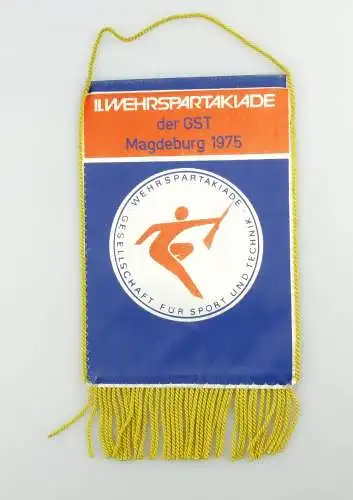 II.WEHRSPARTAKIADE
der GST
Magdeburg 1975
WEHRSPARTAKIADE ·
GESELLSCHAFT FÜR SPORT UND TECHNIK ·